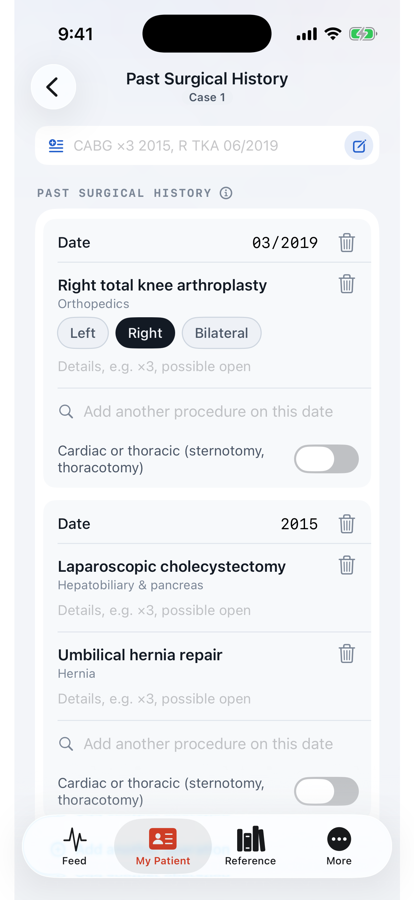 9:41
Past Surgical History
Case 1
CABG ×3 2015, R TKA 06/2019
PAST SURGICAL HISTORY
Date 03/2019
Right total knee arthroplasty
Orthopedics
Left Right Bilateral
Details, e.g. ×3, possible open
Add another procedure on this date
Cardiac or thoracic (sternotomy,
thoracotomy)
Date 2015
Laparoscopic cholecystectomy
Hepatobiliary & pancreas
Details, e.g. ×3, possible open
Umbilical hernia repair
Hernia
Details, e.g. ×3, possible open
Add another procedure on this date
Cardiac or thoracic (sternotomy,
thoracotomy)
Feed My Patient Reference More